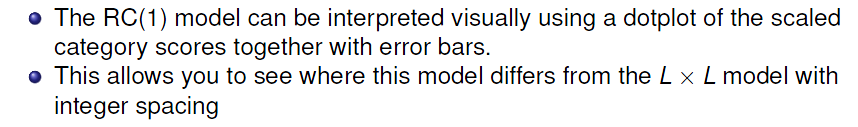 The RC(1) model can be interpreted visually using a dotplot of the scaled
category scores together with error bars.
This allows you to see where this model differs from the L × L model with
integer spacing